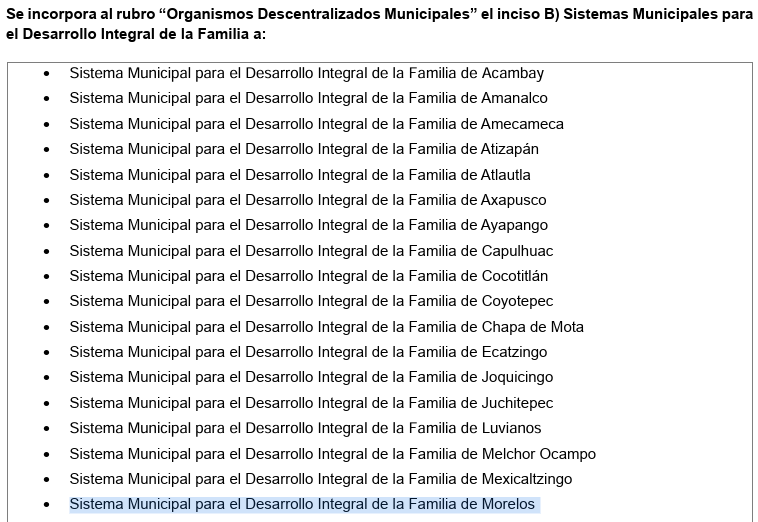 Se incorpora al rubro “Organismos Descentralizados Municipales” el inciso B) Sistemas Municipales para
el Desarrollo Integral de la Familia a:
• Sistema Municipal para el Desarrollo Integral de la Familia de Acambay
• Sistema Municipal para el Desarrollo Integral de la Familia de Amanalco
• Sistema Municipal para el Desarrollo Integral de la Familia de Amecameca
• Sistema Municipal para el Desarrollo Integral de la Familia de Atizapán
• Sistema Municipal para el Desarrollo Integral de la Familia de Atlautla
• Sistema Municipal para el Desarrollo Integral de la Familia de Axapusco
• Sistema Municipal para el Desarrollo Integral de la Familia de Ayapango
• Sistema Municipal para el Desarrollo Integral de la Familia de Capulhuac
• Sistema Municipal para el Desarrollo Integral de la Familia de Cocotitlán
• Sistema Municipal para el Desarrollo Integral de la Familia de Coyotepec
• Sistema Municipal para el Desarrollo Integral de la Familia de Chapa de Mota
• Sistema Municipal para el Desarrollo Integral de la Familia de Ecatzingo
• Sistema Municipal para el Desarrollo Integral de la Familia de Joquicingo
• Sistema Municipal para el Desarrollo Integral de la Familia de Juchitepec
• Sistema Municipal para el Desarrollo Integral de la Familia de Luvianos
• Sistema Municipal para el Desarrollo Integral de la Familia de Melchor Ocampo
• Sistema Municipal para el Desarrollo Integral de la Familia de Mexicaltzingo
• Sistema Municipal para el Desarrollo Integral de la Familia de Morelos